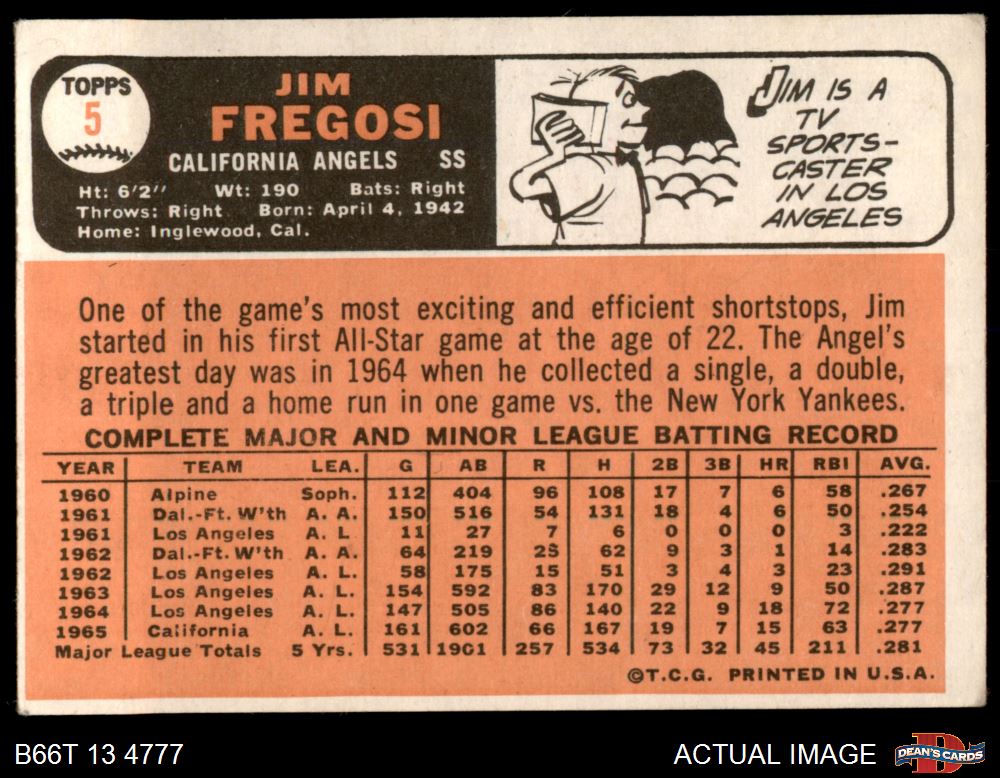 TOPPS
5
JIM
FREGOSI
CALIFORNIA ANGELS SS
Ht: 6'2" Wt: 190 Bats: Right
Throws: Right Born: April 4, 1942
Home: Inglewood, Cal.
JIM IS A
TV
SPORTS-
CASTER
IN LOS
ANGELES
One of the game's most exciting and efficient shortstops, Jim
started in his first All-Star game at the age of 22. The Angel's
greatest day was in 1964 when he collected a single, a double,
a triple and a home run in one game vs. the New York Yankees.
COMPLETE MAJOR AND MINOR LEAGUE BATTING RECORD
YEAR TEAM LEA. G AB R H 2B 3B HR RBI AVG.
1960 Alpine Soph. 112 404 96 108 17 7 6 58 .267
1961 Dal.-Ft. W'th A. A. 150 516 54 131 18 4 6 50 .254
1961 Los Angeles A. L 11 27 7 6 0 0 0 3 .222
1962 Dal.-Ft. W'th A. A. 64 219 9 3 1 14 .283
1962 Los Angeles A. L. 58 175 15 51 3 4 3 23 .291
1963 Los Angeles A. L. 154 592 83 170 29 12 9 50 .287
1964 Los Angeles A. L. 147 505 86 140 22 9 18 72 .277
1965 California A. L. 161 602 66 167 19 7 15 63 .277
Major League Totals 5 Yrs. 531 1901 257 534 73 32 45 211 .281
©T.C.G. PRINTED IN U.S.A.
B66T 13 4777
ACTUAL IMAGE
D
DEAN'S CARDS